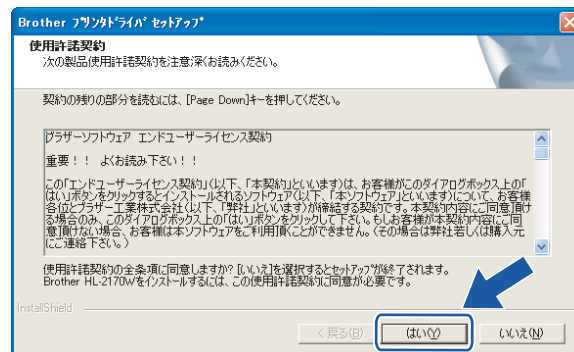 Brother ﾌﾟﾘﾝﾀﾄﾞﾗｲﾊﾞ ｾｯﾄｱｯﾌﾟ
使用許諾契約
次の製品使用許諾契約を注意深くお読みください。
契約の残りの部分を読むには、[Page Down]キーを押してください。
ブラザーソフトウェア エンドユーザーライセンス契約
重要！！ よくお読み下さい！！
この「エンドユーザーライセンス契約」（以下、「本契約」といいます）は、お客様がこのダイアログボックス上の「
はい」ボタンをクリックするとインストールされるソフトウェア（以下、「本ソフトウェア」といいます）について、お客様
各位とブラザー工業株式会社（以下、「弊社」といいます）が締結する契約です。本契約内容にご同意頂け
る場合のみ、このダイアログボックス上の「はい」ボタンをクリックして下さい。もしお客様が本契約内容にご同
意頂けない場合、お客様は本ソフトウェアをご利用頂くことができません。（その場合は弊社若しくは購入元
にご連絡下さい。）
使用許諾契約の全条項に同意しますか？ [いいえ]を選択するとｾｯﾄｱｯﾌﾟが終了されます。
Brother HL-2170Wをｲﾝｽﾄｰﾙするには、この使用許諾契約に同意が必要です。
InstallShield
< 戻る(B)
はい(Y)
いいえ(N)